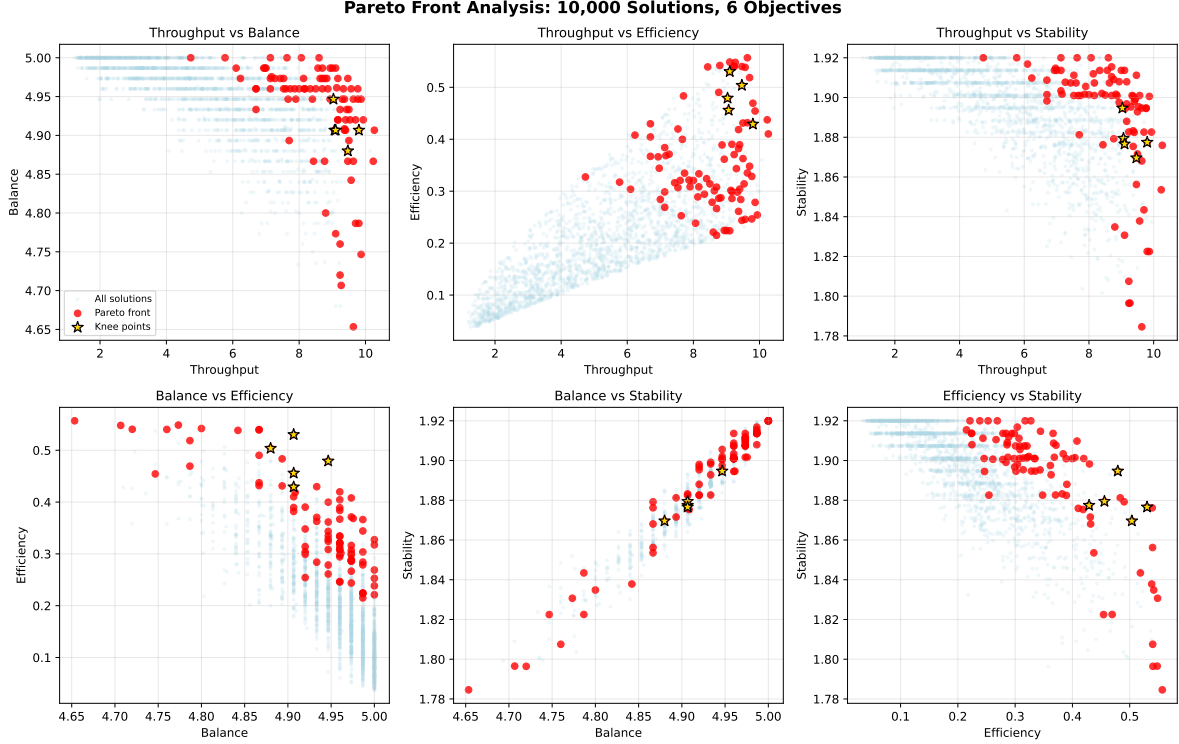 Pareto Front Analysis: 10,000 Solutions, 6 Objectives
Throughput vs Balance
5.00
4.95
4.90
4.85
4.80
4.75
4.70
4.65
Balance
All solutions
Pareto front
Knee points
2 4 6 8 10
Throughput
Throughput vs Efficiency
0.5
0.4
0.3
0.2
0.1
Efficiency
2 4 6 8 10
Throughput
Throughput vs Stability
1.92
1.90
1.88
1.86
1.84
1.82
1.80
1.78
Stability
2 4 6 8 10
Throughput
Balance vs Efficiency
0.5
0.4
0.3
0.2
0.1
Efficiency
4.65 4.70 4.75 4.80 4.85 4.90 4.95 5.00
Balance
Balance vs Stability
1.92
1.90
1.88
1.86
1.84
1.82
1.80
1.78
Stability
4.65 4.70 4.75 4.80 4.85 4.90 4.95 5.00
Balance
Efficiency vs Stability
1.92
1.90
1.88
1.86
1.84
1.82
1.80
1.78
Stability
0.1 0.2 0.3 0.4 0.5
Efficiency